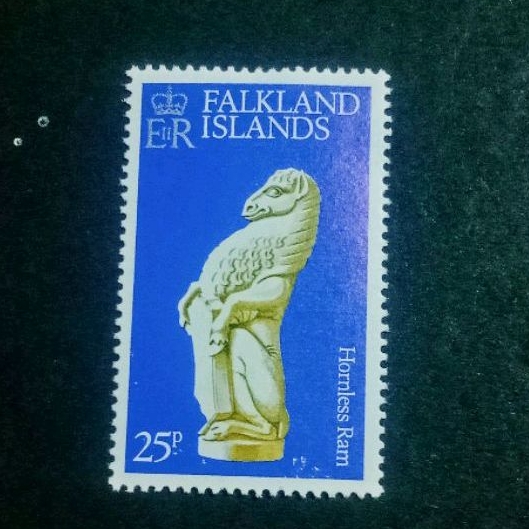 EIIR
FALKLAND
ISLANDS
Hornless Ram
25p